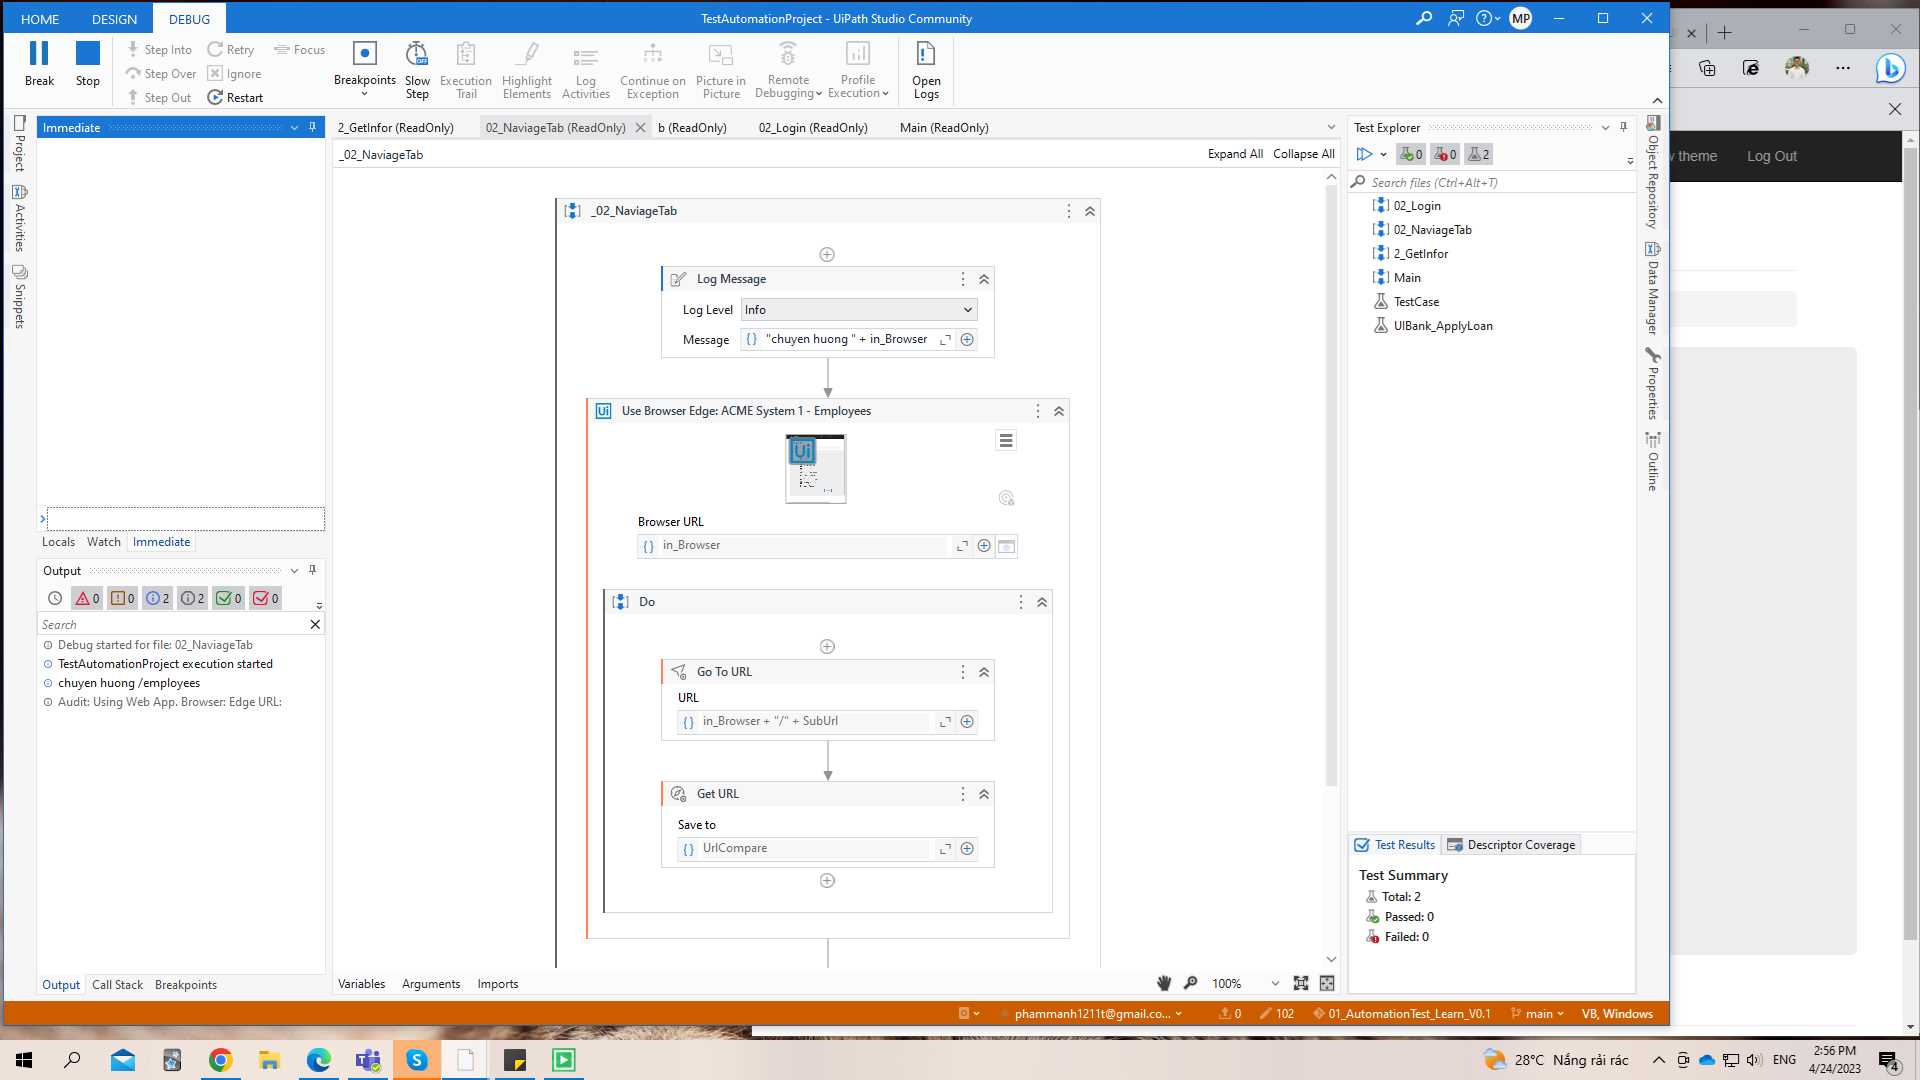 HOME DESIGN DEBUG
TestAutomationProject - UiPath Studio Community
MP
Break
Stop
Step Into
Step Over
Step Out
Retry
Ignore
Restart
Focus
Breakpoints
Slow Step
Execution Trail
Highlight Elements
Log Activities
Continue on Exception
Picture in Picture
Remote Debugging
Profile Execution
Open Logs
Project
Activities
Snippets
Immediate
Locals Watch Immediate
Output
0 0 2 2 0 0
Search
Debug started for file: 02_NaviageTab
TestAutomationProject execution started
chuyen huong /employees
Audit: Using Web App. Browser: Edge URL:
Output Call Stack Breakpoints
2_GetInfor (ReadOnly) 02_NaviageTab (ReadOnly) b (ReadOnly) 02_Login (ReadOnly) Main (ReadOnly)
_02_NaviageTab
Expand All Collapse All
_02_NaviageTab
Log Message
Log Level Info
Message "chuyen huong " + in_Browser
Use Browser Edge: ACME System 1 - Employees
Ui
Browser URL
in_Browser
Do
Go To URL
URL
in_Browser + "/" + SubUrl
Get URL
Save to
UrlCompare
Variables Arguments Imports
100%
Test Explorer
0 0 2
Search files (Ctrl+Alt+T)
02_Login
02_NaviageTab
2_GetInfor
Main
TestCase
UIBank_ApplyLoan
Test Results Descriptor Coverage
Test Summary
Total: 2
Passed: 0
Failed: 0
Object Repository
Data Manager
Properties
Outline
theme Log Out
phammanh1211t@gmail.co...
0 102 01_AutomationTest_Learn_V0.1 main VB, Windows
28°C Nắng rải rác
ENG
2:56 PM
4/24/2023
4